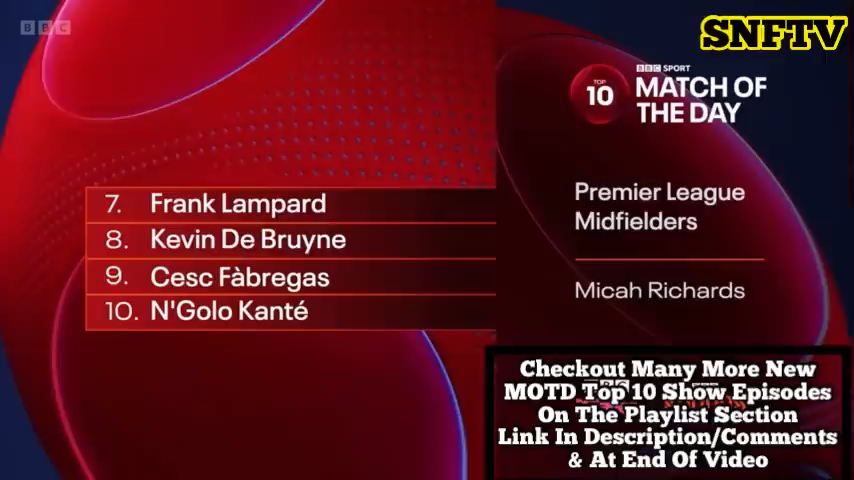 BBC
SNFTV
BBC SPORT
TOP
10
MATCH OF
THE DAY
7. Frank Lampard
8. Kevin De Bruyne
9. Cesc Fàbregas
10. N'Golo Kanté
Premier League
Midfielders
Micah Richards
Checkout Many More New
MOTD Top 10 Show Episodes
On The Playlist Section
Link In Description/Comments
& At End Of Video